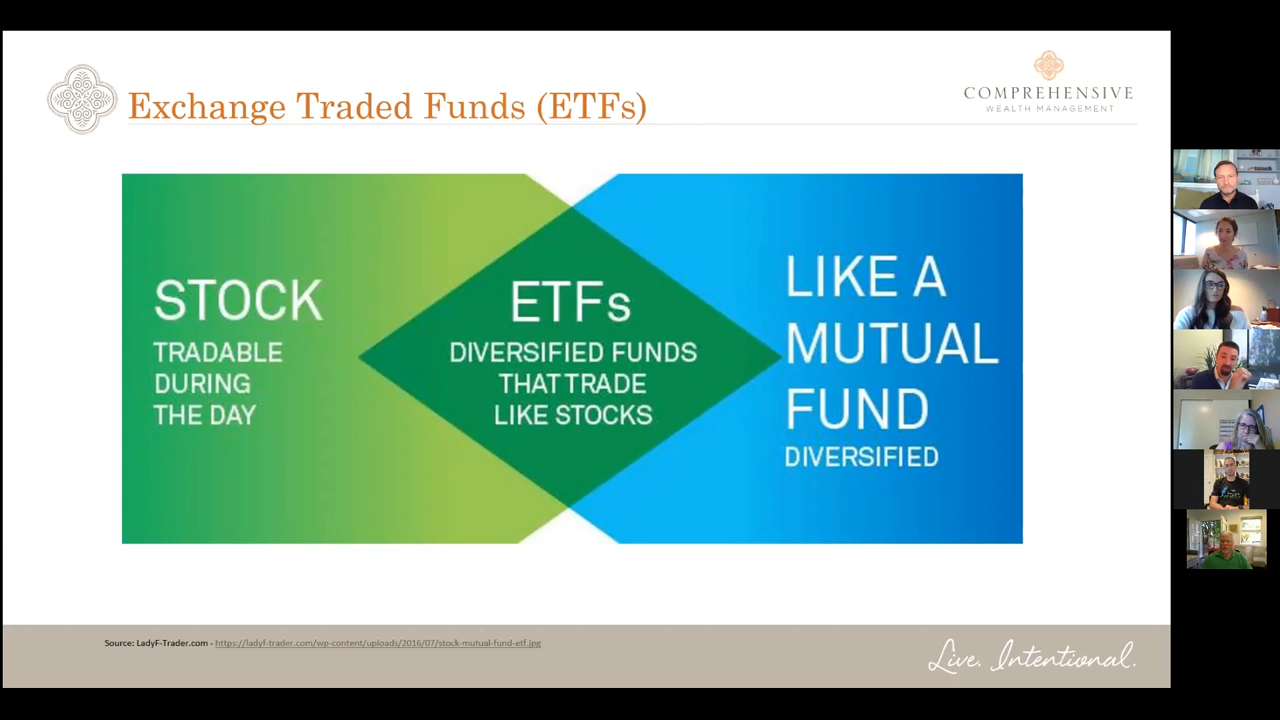 Exchange Traded Funds (ETFs)
COMPREHENSIVE
WEALTH MANAGEMENT
STOCK
TRADABLE
DURING
THE DAY
ETFs
DIVERSIFIED FUNDS
THAT TRADE
LIKE STOCKS
LIKE A
MUTUAL
FUND
DIVERSIFIED
Source: LadyF-Trader.com - https://ladyf-trader.com/wp-content/uploads/2016/07/stock-mutual-fund-etf.jpg
Live. Intentional.